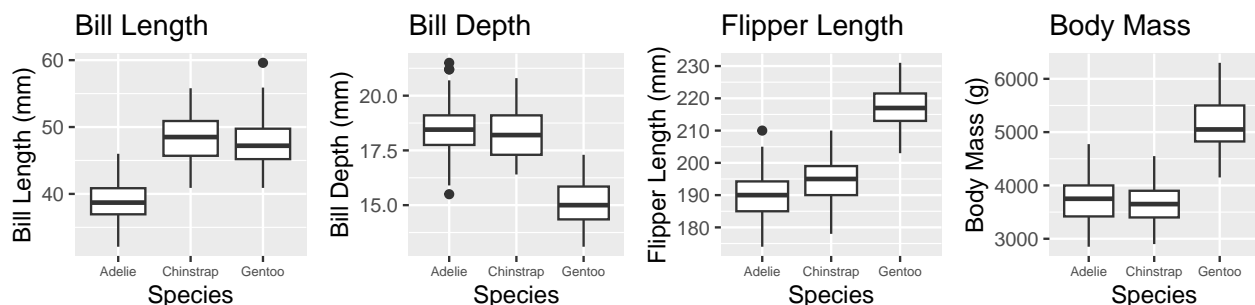 Bill Length
Bill Length (mm)
60
50
40
Adelie
Chinstrap
Gentoo
Species
Bill Depth
Bill Depth (mm)
20.0
17.5
15.0
Adelie
Chinstrap
Gentoo
Species
Flipper Length
Flipper Length (mm)
230
220
210
200
190
180
Adelie
Chinstrap
Gentoo
Species
Body Mass
Body Mass (g)
6000
5000
4000
3000
Adelie
Chinstrap
Gentoo
Species